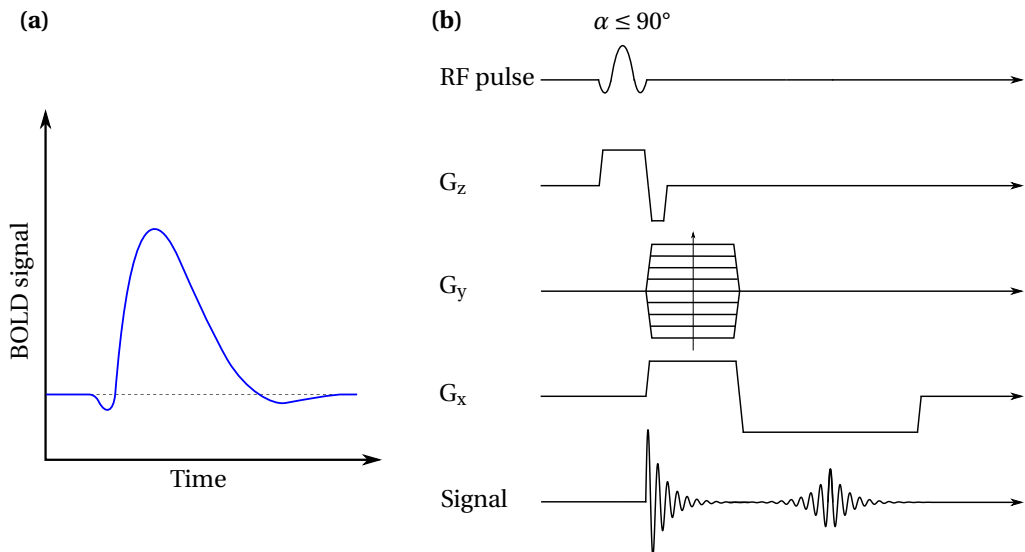 (a)
BOLD signal
Time
(b)
α ≤ 90°
RF pulse
Gz
Gy
Gx
Signal